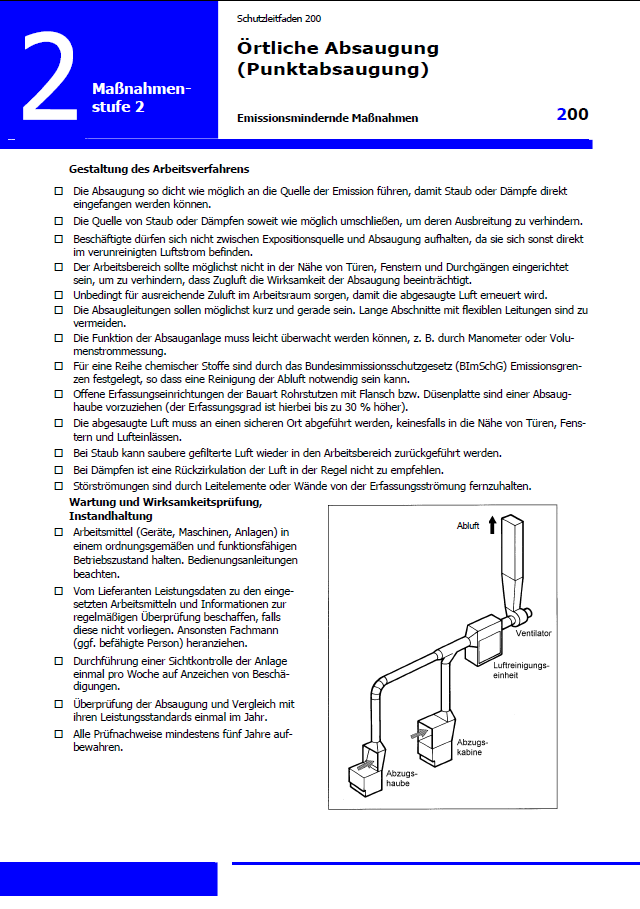 Schutzleitfaden 200
2
Maßnahmen-
stufe 2
Örtliche Absaugung
(Punktabsaugung)
Emissionsmindernde Maßnahmen
200
Gestaltung des Arbeitsverfahrens
Die Absaugung so dicht wie möglich an die Quelle der Emission führen, damit Staub oder Dämpfe direkt
eingefangen werden können.
Die Quelle von Staub oder Dämpfen soweit wie möglich umschließen, um deren Ausbreitung zu verhindern.
Beschäftigte dürfen sich nicht zwischen Expositionsquelle und Absaugung aufhalten, da sie sich sonst direkt
im verunreinigten Luftstrom befinden.
Der Arbeitsbereich sollte möglichst nicht in der Nähe von Türen, Fenstern und Durchgängen eingerichtet
sein, um zu verhindern, dass Zugluft die Wirksamkeit der Absaugung beeinträchtigt.
Unbedingt für ausreichende Zuluft im Arbeitsraum sorgen, damit die abgesaugte Luft erneuert wird.
Die Absaugleitungen sollen möglichst kurz und gerade sein. Lange Abschnitte mit flexiblen Leitungen sind zu
vermeiden.
Die Funktion der Absauganlage muss leicht überwacht werden können, z. B. durch Manometer oder Volu-
menstrommessung.
Für eine Reihe chemischer Stoffe sind durch das Bundesimmissionsschutzgesetz (BImSchG) Emissionsgren-
zen festgelegt, so dass eine Reinigung der Abluft notwendig sein kann.
Offene Erfassungseinrichtungen der Bauart Rohrstutzen mit Flansch bzw. Düsenplatte sind einer Absaug-
haube vorzuziehen (der Erfassungsgrad ist hierbei bis zu 30 % höher).
Die abgesaugte Luft muss an einen sicheren Ort abgeführt werden, keinesfalls in die Nähe von Türen, Fens-
tern und Lufteinlässen.
Bei Staub kann saubere gefilterte Luft wieder in den Arbeitsbereich zurückgeführt werden.
Bei Dämpfen ist eine Rückzirkulation der Luft in der Regel nicht zu empfehlen.
Störströmungen sind durch Leitelemente oder Wände von der Erfassungsströmung fernzuhalten.
Wartung und Wirksamkeitsprüfung,
Instandhaltung
Arbeitsmittel (Geräte, Maschinen, Anlagen) in
einem ordnungsgemäßen und funktionsfähigen
Betriebszustand halten. Bedienungsanleitungen
beachten.
Vom Lieferanten Leistungsdaten zu den einge-
setzten Arbeitsmitteln und Informationen zur
regelmäßigen Überprüfung beschaffen, falls
diese nicht vorliegen. Ansonsten Fachmann
(ggf. befähigte Person) heranziehen.
Durchführung einer Sichtkontrolle der Anlage
einmal pro Woche auf Anzeichen von Beschä-
digungen.
Überprüfung der Absaugung und Vergleich mit
ihren Leistungsstandards einmal im Jahr.
Alle Prüfnachweise mindestens fünf Jahre auf-
bewahren.
Abluft
Ventilator
Luftreinigungs-
einheit
Abzugs-
kabine
Abzugs-
haube